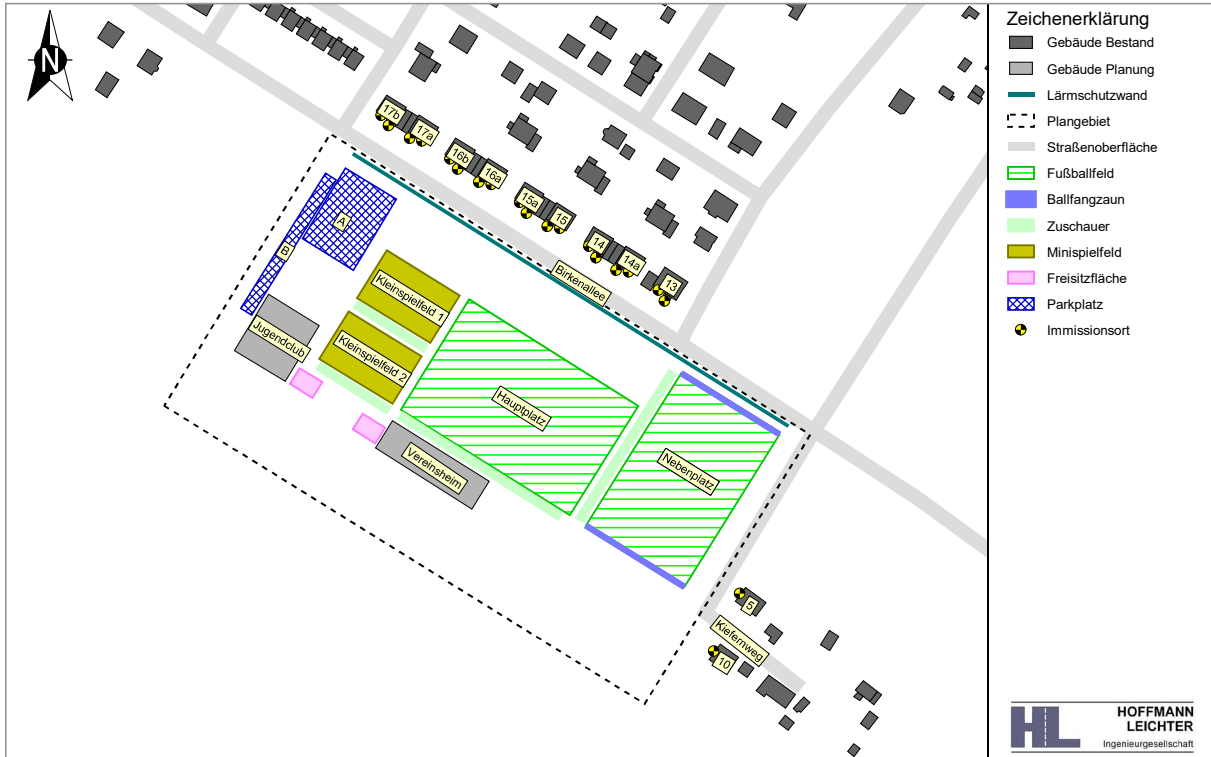 N
17b
17a
16b
16a
15a
15
14
14a
13
Birkenallee
A
B
Kleinspielfeld 1
Kleinspielfeld 2
Jugendclub
Hauptplatz
Vereinsheim
Nebenplatz
5
Kiefernweg
10
Zeichenerklärung
Gebäude Bestand
Gebäude Planung
Lärmschutzwand
Plangebiet
Straßenoberfläche
Fußballfeld
Ballfangzaun
Zuschauer
Minispielfeld
Freisitzfläche
Parkplatz
Immissionsort
HL
HOFFMANN
LEICHTER
Ingenieurgesellschaft